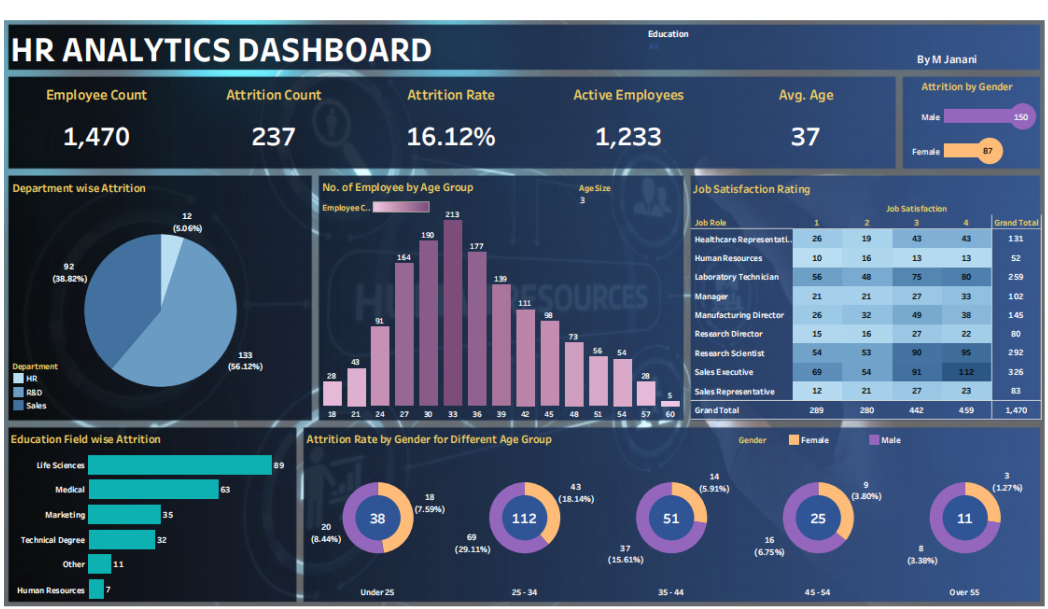 HR ANALYTICS DASHBOARD
Education
All
By M Janani
Employee Count
Attrition Count
Attrition Rate
Active Employees
Avg. Age
1,470
237
16.12%
1,233
37
Attrition by Gender
Male 150
Female 87
Department wise Attrition
12
(5.06%)
92
(38.82%)
133
(56.12%)
Department
HR
R&D
Sales
No. of Employee by Age Group
Age Size
3
Employee C..
28 43 91 164 190 213 177 139 111 98 73 56 54 28 5
18 21 24 27 30 33 36 39 42 45 48 51 54 57 60
Job Satisfaction Rating
Job Satisfaction
Job Role 1 2 3 4 Grand Total
Healthcare Representati.. 26 19 43 43 131
Human Resources 10 16 13 13 52
Laboratory Technician 56 48 75 80 259
Manager 21 21 27 33 102
Manufacturing Director 26 32 49 38 145
Research Director 15 16 27 22 80
Research Scientist 54 53 90 95 292
Sales Executive 69 54 91 112 326
Sales Representative 12 21 27 23 83
Grand Total 289 280 442 459 1,470
Education Field wise Attrition
Life Sciences 89
Medical 63
Marketing 35
Technical Degree 32
Other 11
Human Resources 7
Attrition Rate by Gender for Different Age Group
Gender Female Male
38
18
(7.59%)
20
(8.44%)
Under 25
112
43
(18.14%)
69
(29.11%)
25 - 34
51
14
(5.91%)
37
(15.61%)
35 - 44
25
9
(3.80%)
16
(6.75%)
45 - 54
11
3
(1.27%)
8
(3.38%)
Over 55